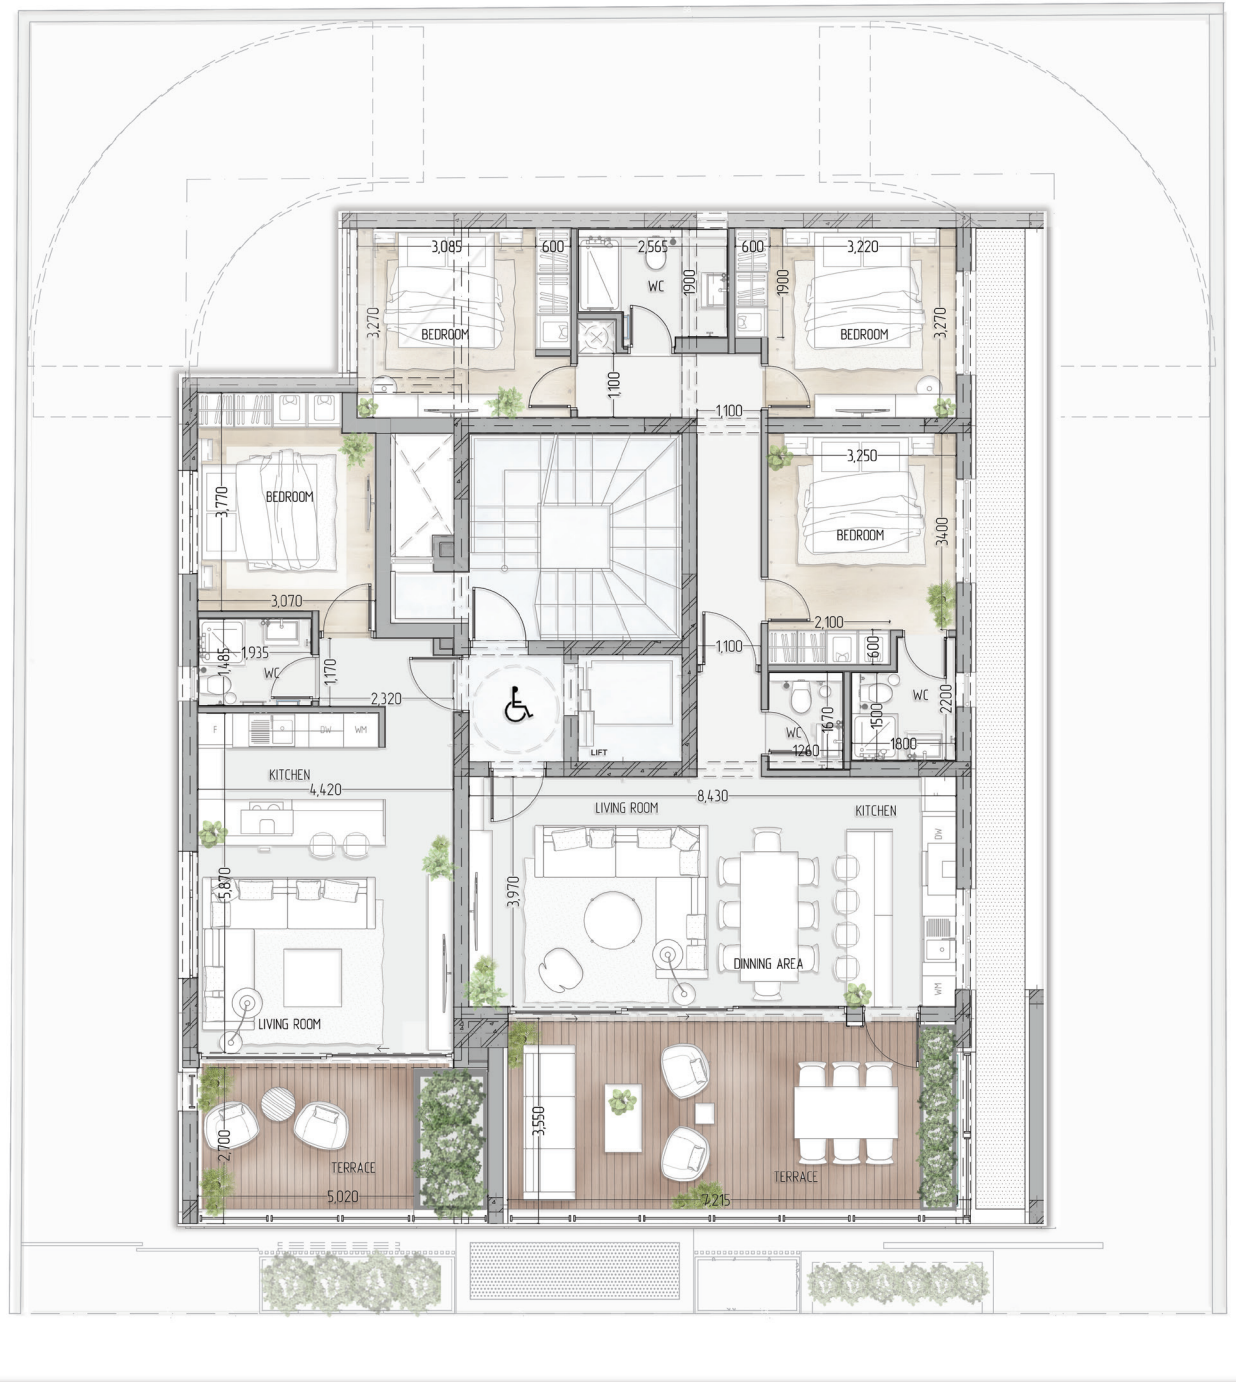 3,085
600
2,565
600
3,220
WC
1900
1900
3,270
BEDROOM
BEDROOM
3,270
1,100
1,100
3,250
BEDROOM
3,770
BEDROOM
3400
3,070
2,100
1,485
1,935
WC
1,170
2,320
1,100
600
WC
2200
WC
1670
1260
1500
1800
F
DW
WM
LIFT
KITCHEN
4,420
8,430
LIVING ROOM
KITCHEN
DW
5,870
3,970
DINNING AREA
WM
LIVING ROOM
2,700
TERRACE
5,020
3,550
TERRACE
7,215